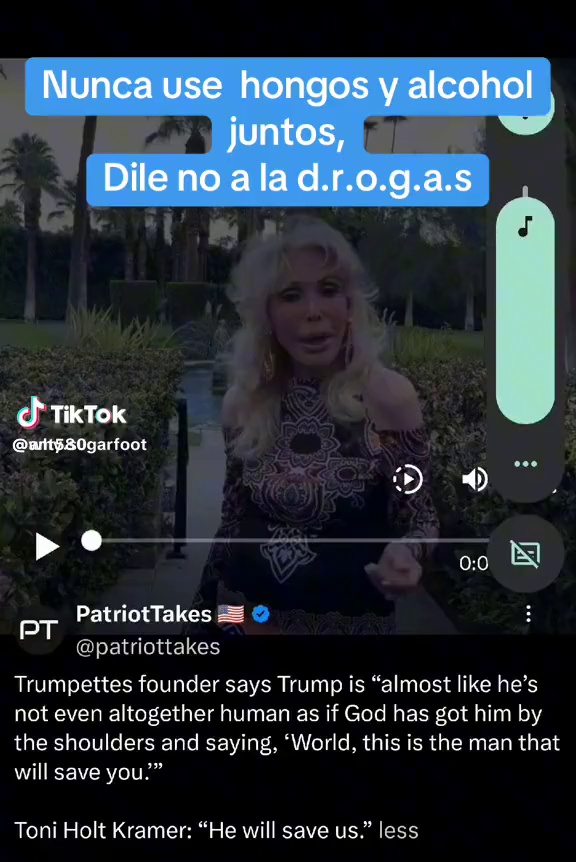 Nunca use hongos y alcohol
juntos,
Dile no a la d.r.o.g.a.s
TikTok
0:0
PT
PatriotTakes 🇺🇸
@patriottakes
Trumpettes founder says Trump is “almost like he’s
not even altogether human as if God has got him by
the shoulders and saying, ‘World, this is the man that
will save you.’”
Toni Holt Kramer: “He will save us.” less